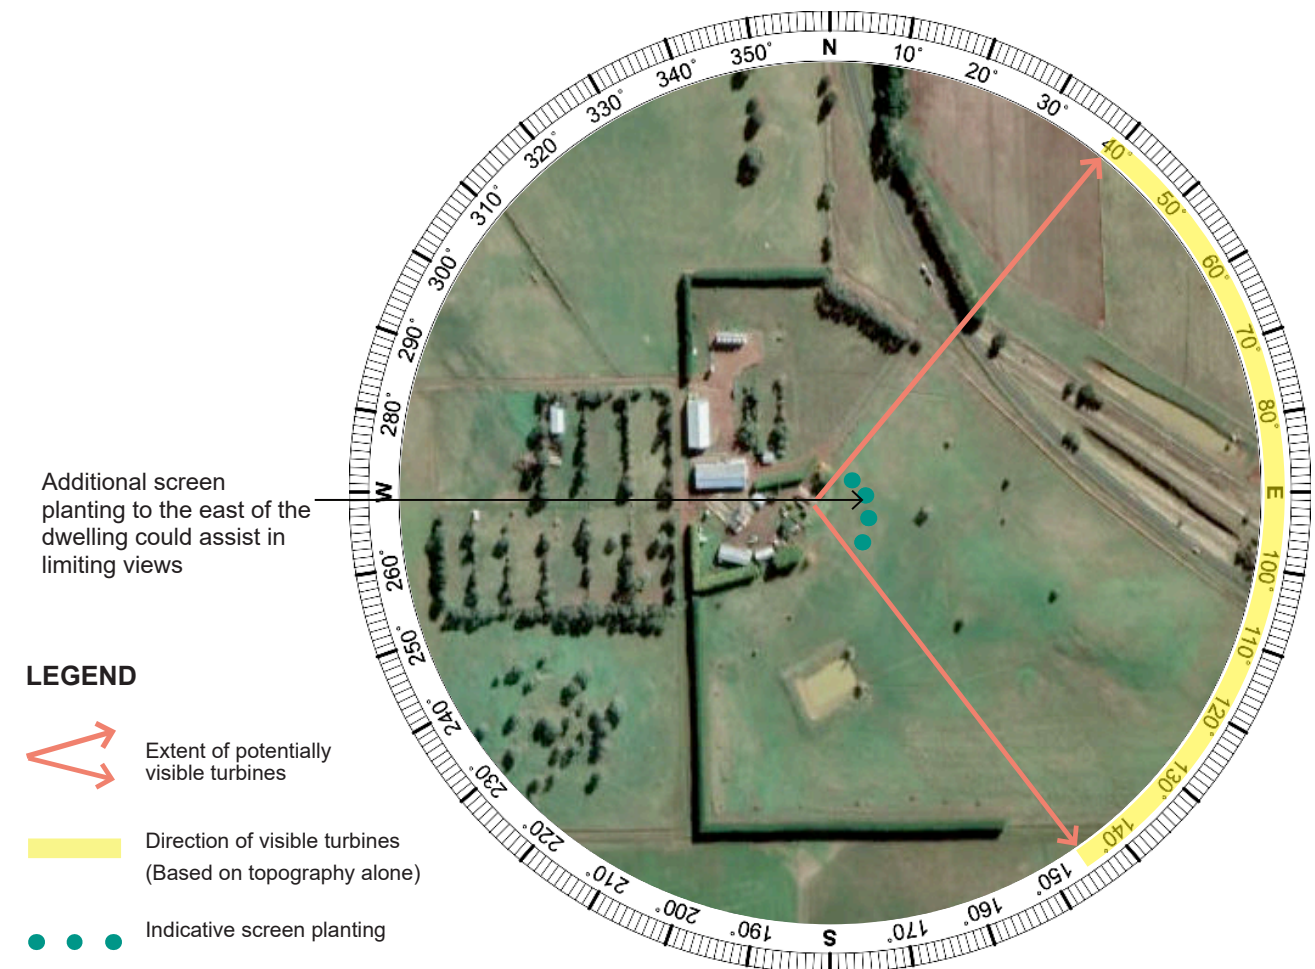 N
10°
20°
30°
40°
50°
60°
70°
80°
E
100°
110°
120°
130°
140°
150°
160°
170°
S
190°
200°
210°
220°
230°
240°
250°
260°
W
280°
290°
300°
310°
320°
330°
340°
350°
Additional screen
planting to the east of the
dwelling could assist in
limiting views
LEGEND
Extent of potentially
visible turbines
Direction of visible turbines
(Based on topography alone)
Indicative screen planting